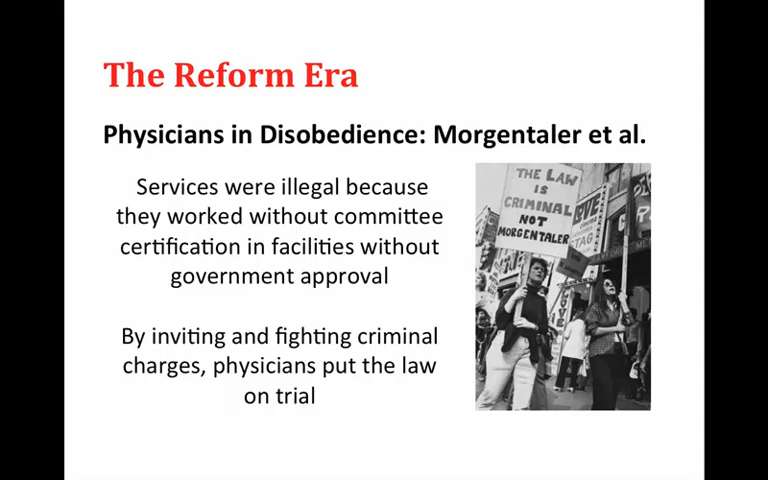 The Reform Era
Physicians in Disobedience: Morgentaler et al.
Services were illegal because
they worked without committee
certification in facilities without
government approval
By inviting and fighting criminal
charges, physicians put the law
on trial
THE LAW
IS
CRIMINAL
NOT
MORGENTALER